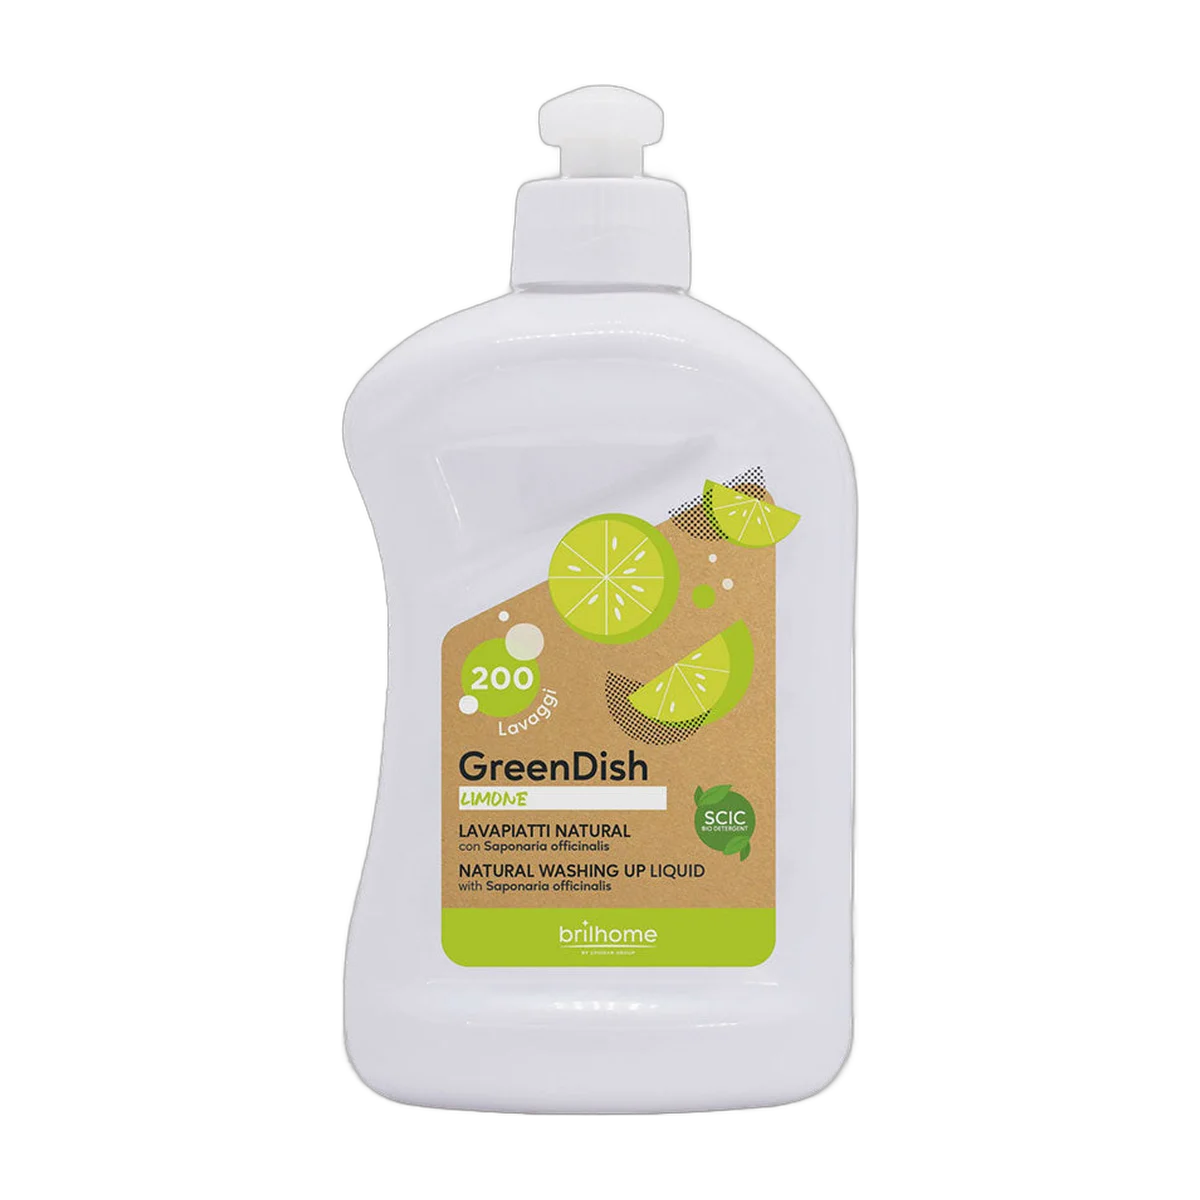 200
Lavaggi
GreenDish
LIMONE
LAVAPIATTI NATURAL
con Saponaria officinalis
SCIC
BIO DETERGENT
NATURAL WASHING UP LIQUID
with Saponaria officinalis
brilhome